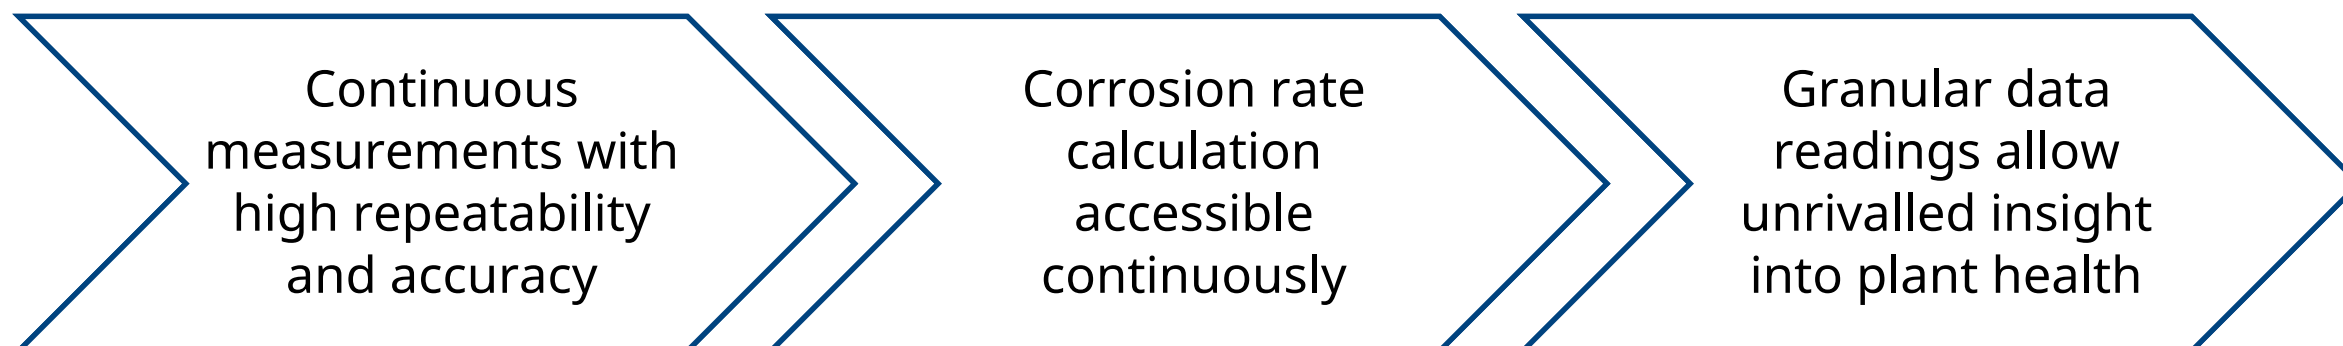 Continuous
measurements with
high repeatability
and accuracy
Corrosion rate
calculation
accessible
continuously
Granular data
readings allow
unrivalled insight
into plant health